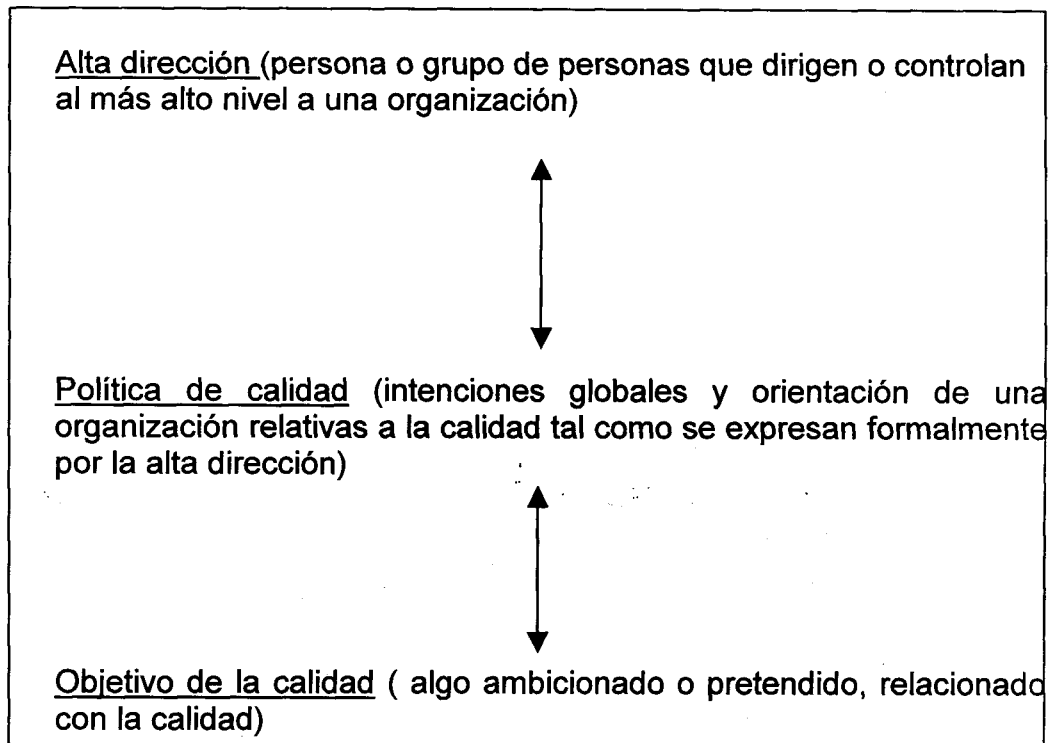 Alta dirección (persona o grupo de personas que dirigen o controlan
al más alto nivel a una organización)
Política de calidad (intenciones globales y orientación de una
organización relativas a la calidad tal como se expresan formalmente
por la alta dirección)
Objetivo de la calidad ( algo ambicionado o pretendido, relacionado
con la calidad)